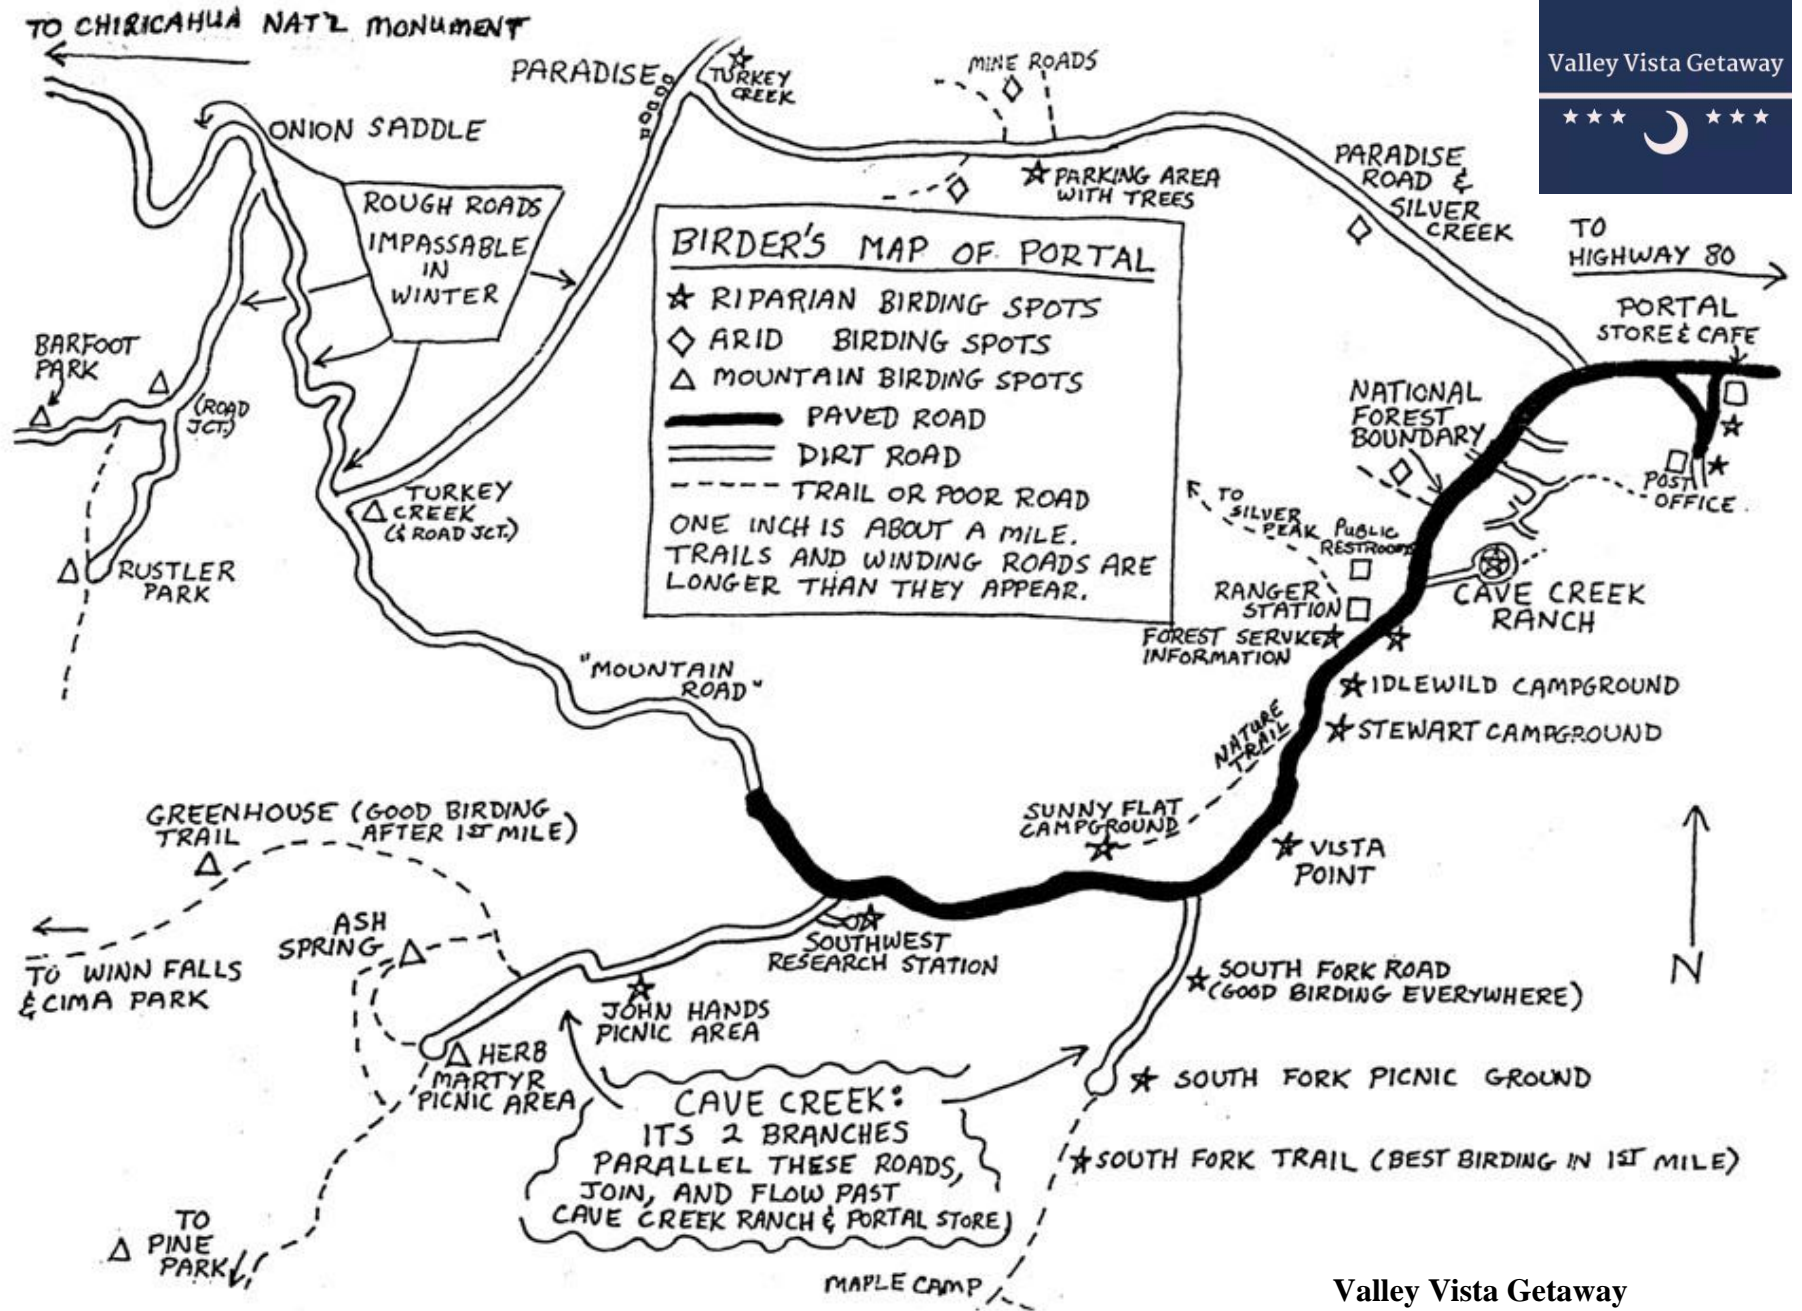 TO CHIRICAHUA NAT'L MONUMENT
Valley Vista Getaway
PARADISE
TURKEY
CREEK
MINE ROADS
ONION SADDLE
PARADISE
ROAD &
SILVER
CREEK
PARKING AREA
WITH TREES
ROUGH ROADS
IMPASSABLE
IN
WINTER
TO
HIGHWAY 80
PORTAL
STORE & CAFE
BIRDER'S MAP OF PORTAL
RIPARIAN BIRDING SPOTS
ARID BIRDING SPOTS
MOUNTAIN BIRDING SPOTS
PAVED ROAD
DIRT ROAD
TRAIL OR POOR ROAD
ONE INCH IS ABOUT A MILE.
TRAILS AND WINDING ROADS ARE
LONGER THAN THEY APPEAR.
BARFOOT
PARK
(ROAD
JCT.)
NATIONAL
FOREST
BOUNDARY
POST
OFFICE.
TURKEY
CREEK
(& ROAD JCT.)
TO
SILVER
PEAK
PUBLIC
RESTROOMS
RUSTLER
PARK
RANGER
STATION
CAVE CREEK
RANCH
FOREST SERVICE
INFORMATION
"MOUNTAIN
ROAD"
IDLEWILD CAMPGROUND
STEWART CAMPGROUND
NATURE
TRAIL
SUNNY FLAT
CAMPGROUND
VISTA
POINT
GREENHOUSE (GOOD BIRDING
TRAIL AFTER 1ST MILE)
ASH
SPRING
TO WINN FALLS
& CIMA PARK
SOUTHWEST
RESEARCH STATION
N
JOHN HANDS
PICNIC AREA
SOUTH FORK ROAD
(GOOD BIRDING EVERYWHERE)
HERB
MARTYR
PICNIC AREA
SOUTH FORK PICNIC GROUND
CAVE CREEK:
ITS 2 BRANCHES
PARALLEL THESE ROADS,
JOIN, AND FLOW PAST
CAVE CREEK RANCH & PORTAL STORE
SOUTH FORK TRAIL (BEST BIRDING IN 1ST MILE)
TO
PINE
PARK
MAPLE CAMP
Valley Vista Getaway